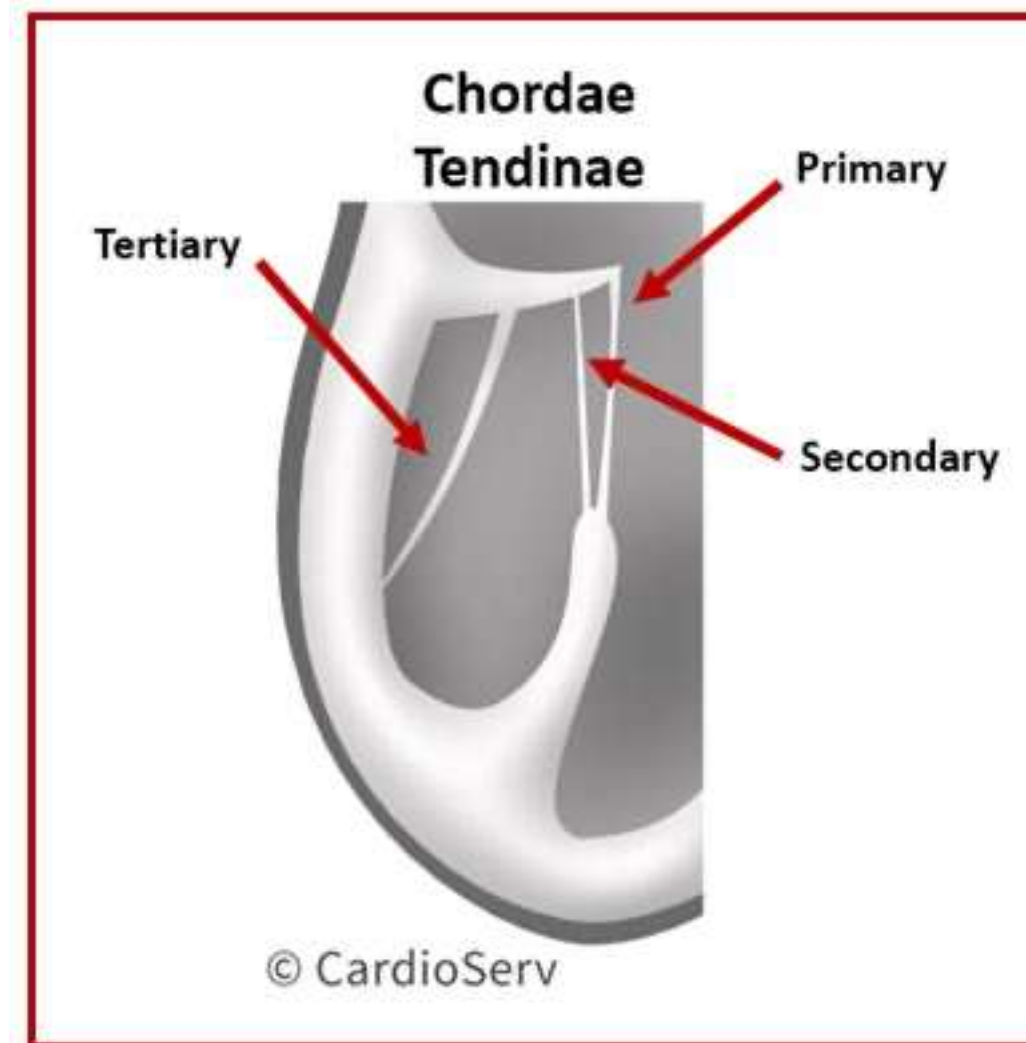 Chordae
Tendinae
Primary
Tertiary
Secondary
© CardioServ